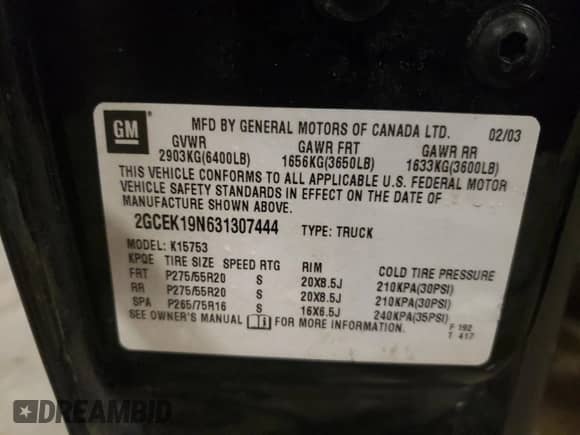 GM
MFD BY GENERAL MOTORS OF CANADA LTD. 02/03
GVWR GAWR FRT GAWR RR
2903KG(6400LB) 1656KG(3650LB) 1633KG(3600LB)
THIS VEHICLE CONFORMS TO ALL APPLICABLE U.S. FEDERAL MOTOR
VEHICLE SAFETY STANDARDS IN EFFECT ON THE DATE OF
MANUFACTURE SHOWN ABOVE.
2GCEK19N631307444 TYPE: TRUCK
MODEL: K15753
KPQE TIRE SIZE SPEED RTG RIM COLD TIRE PRESSURE
FRT P275/55R20 S 20X8.5J 210KPA(30PSI)
RR P275/55R20 S 20X8.5J 210KPA(30PSI)
SPA P265/75R16 S 16X6.5J 240KPA(35PSI)
SEE OWNER'S MANUAL FOR MORE INFORMATION.
F 192
T 417
DREAMBID